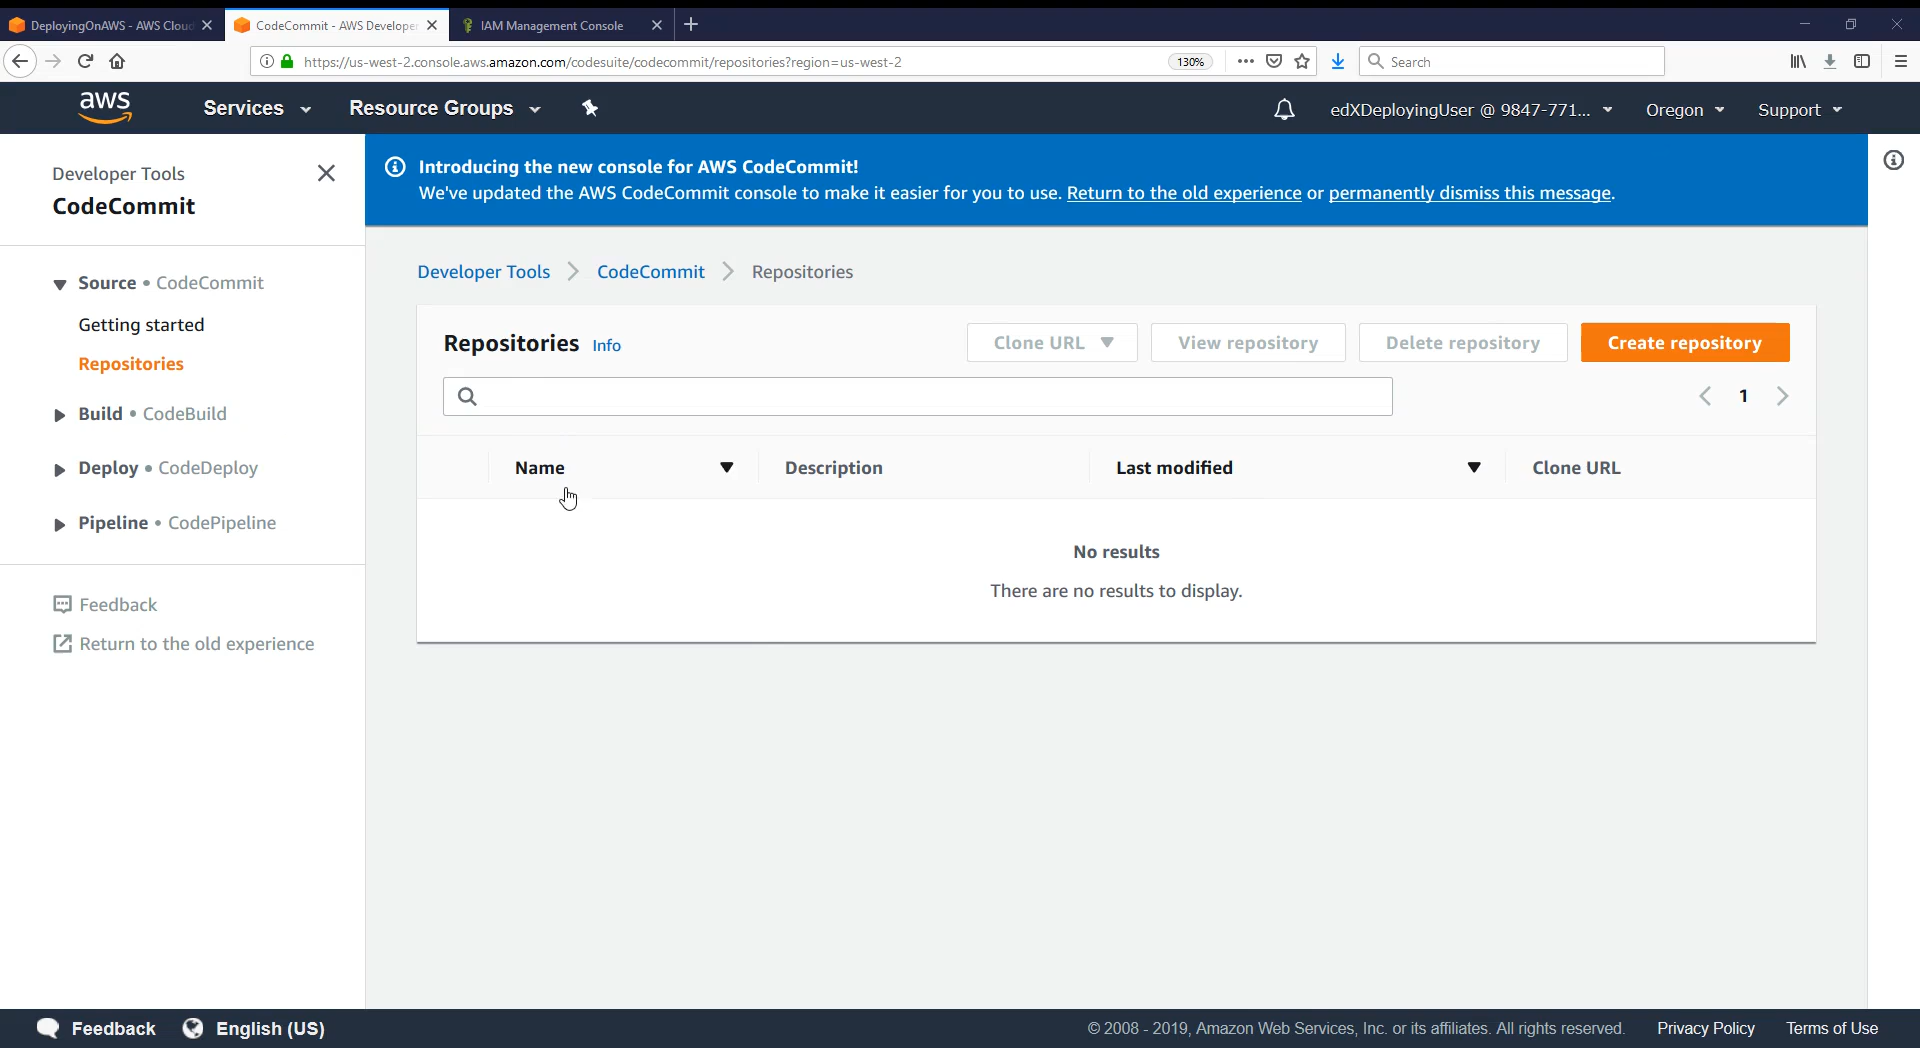 DeployingOnAWS - AWS Clou
CodeCommit - AWS Developer
IAM Management Console
https://us-west-2.console.aws.amazon.com/codesuite/codecommit/repositories?region=us-west-2
130%
Search
aws
Services
Resource Groups
edXDeployingUser @ 9847-771...
Oregon
Support
Developer Tools
CodeCommit
Source • CodeCommit
Getting started
Repositories
Build • CodeBuild
Deploy • CodeDeploy
Pipeline • CodePipeline
Feedback
Return to the old experience
Introducing the new console for AWS CodeCommit!
We've updated the AWS CodeCommit console to make it easier for you to use. Return to the old experience or permanently dismiss this message.
Developer Tools > CodeCommit > Repositories
Repositories Info
Clone URL
View repository
Delete repository
Create repository
1
Name
Description
Last modified
Clone URL
No results
There are no results to display.
Feedback
English (US)
© 2008 - 2019, Amazon Web Services, Inc. or its affiliates. All rights reserved.
Privacy Policy
Terms of Use